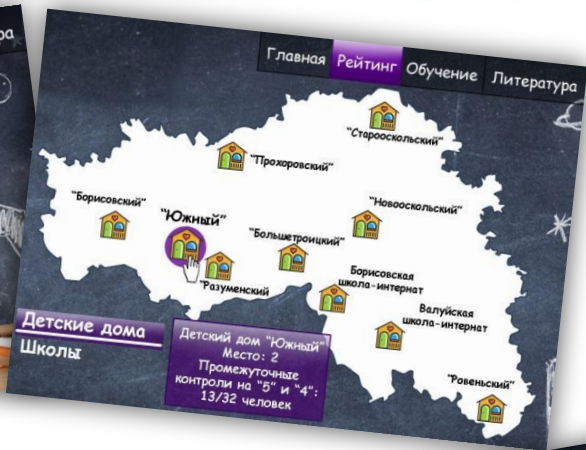 ра
Главная Рейтинг Обучение Литература
"Старооскольский"
"Прохоровский"
"Борисовский"
"Новооскольский"
"Южный"
"Большетроицкий"
"Разуменский
Борисовская
школа-интернат
Валуйская
школа-интернат
"Ровеньский"
Детские дома
Школы
Детский дом "Южный"
Место: 2
Промежуточные
контроли на "5" и "4":
13/32 человек